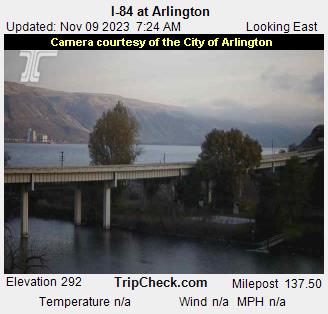 I-84 at Arlington
Updated: Nov 09 2023 7:24 AM Looking East
Camera courtesy of the City of Arlington
Elevation 292 TripCheck.com Milepost 137.50
Temperature n/a Wind n/a MPH n/a